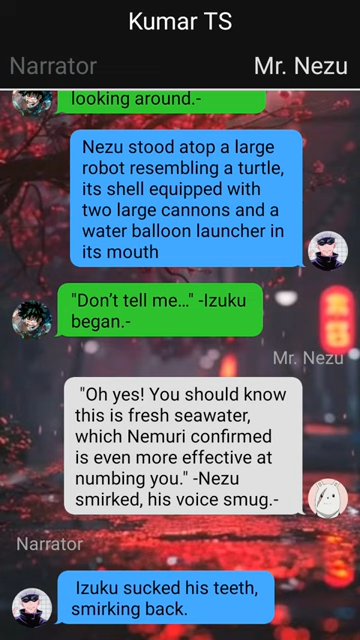 Kumar TS
Narrator
Mr. Nezu
looking around.-
Nezu stood atop a large
robot resembling a turtle,
its shell equipped with
two large cannons and a
water balloon launcher in
its mouth
"Don't tell me…" -Izuku
began.-
Mr. Nezu
"Oh yes! You should know
this is fresh seawater,
which Nemuri confirmed
is even more effective at
numbing you." -Nezu
smirked, his voice smug.-
Narrator
Izuku sucked his teeth,
smirking back.